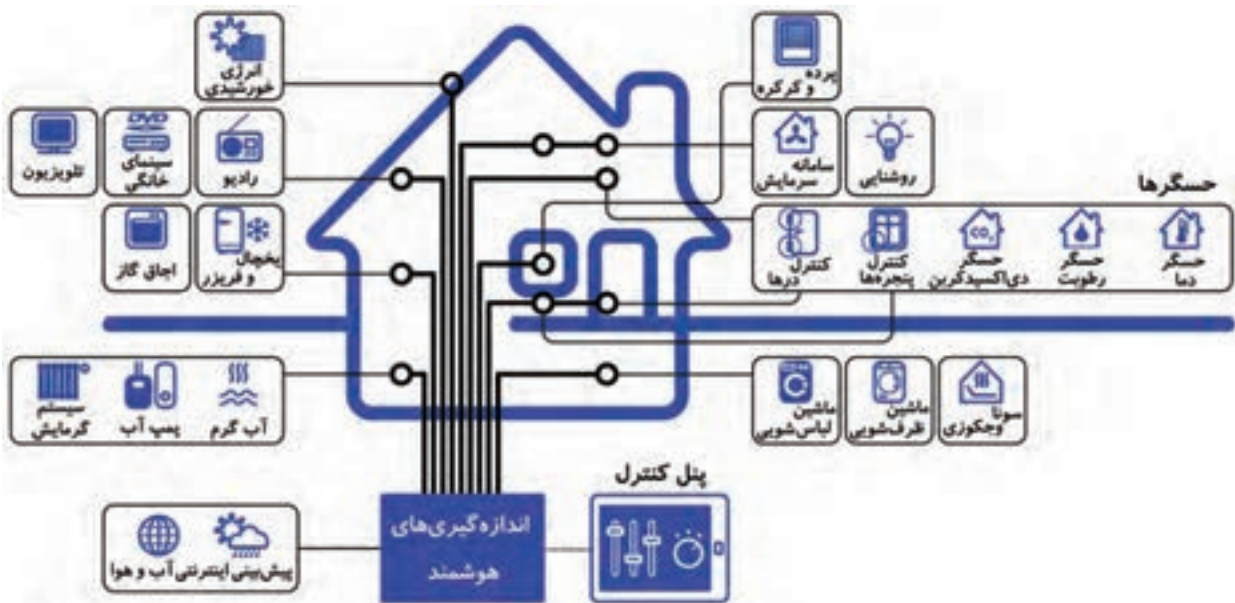 انرژی
خورشیدی
پرده
و کرکره
تلویزیون
DVD
سینمای
خانگی
رادیو
سامانه
سرمایش
روشنایی
حسگرها
اجاق گاز
یخچال
و فریزر
کنترل
درها
کنترل
پنجره‌ها
CO₂
حسگر
دی‌اکسیدکربن
حسگر
رطوبت
حسگر
دما
سیستم
گرمایش
پمپ آب
آب گرم
ماشین
لباس‌شویی
ماشین
ظرف‌شویی
سونا
وجکوزی
پنل کنترل
اندازه‌گیری‌های
هوشمند
پیش‌بینی اینترنتی آب و هوا